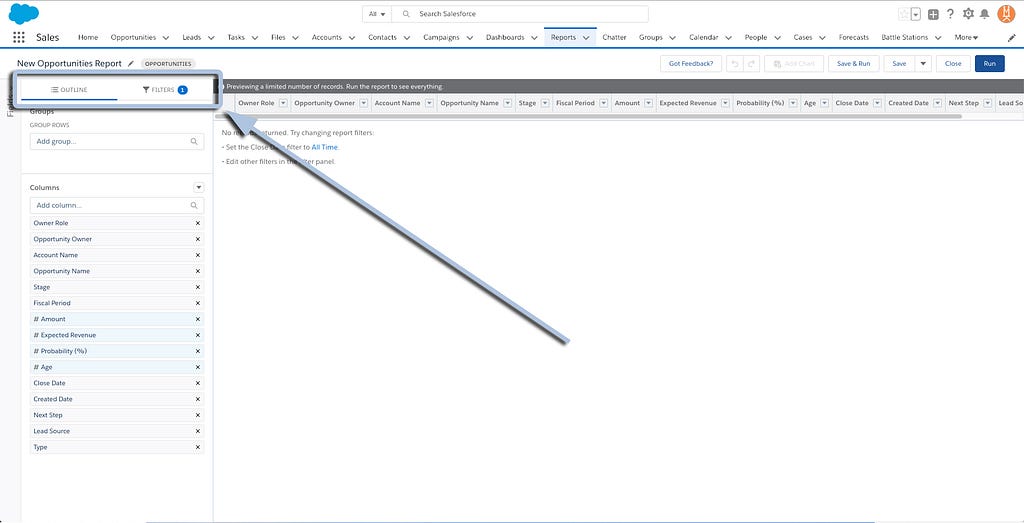 All
Search Salesforce
Sales
Home Opportunities Leads Tasks Files Accounts Contacts Campaigns Dashboards Reports Chatter Groups Calendar People Cases Forecasts Battle Stations More
New Opportunities Report OPPORTUNITIES
Got Feedback? Add Chart Save & Run Save Close Run
OUTLINE FILTERS 1
Previewing a limited number of records. Run the report to see everything.
Owner Role Opportunity Owner Account Name Opportunity Name Stage Fiscal Period Amount Expected Revenue Probability (%) Age Close Date Created Date Next Step Lead So
Groups
GROUP ROWS
Add group...
No returned. Try changing report filters:
- Set the Close filter to All Time.
- Edit other filters in the panel.
Columns
Add column...
Owner Role
Opportunity Owner
Account Name
Opportunity Name
Stage
Fiscal Period
# Amount
# Expected Revenue
# Probability (%)
# Age
Close Date
Created Date
Next Step
Lead Source
Type